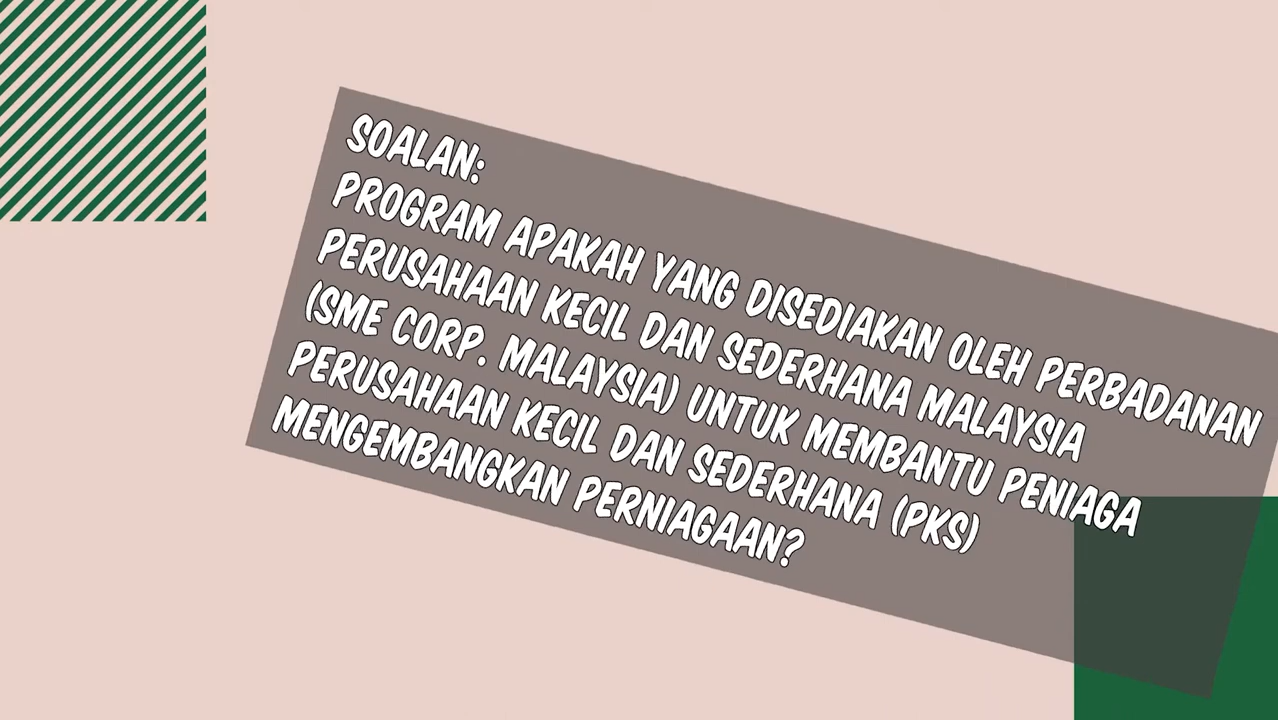 SOALAN:
PROGRAM APAKAH YANG DISEDIAKAN OLEH PERBADANAN
PERUSAHAAN KECIL DAN SEDERHANA MALAYSIA
(SME CORP. MALAYSIA) UNTUK MEMBANTU PENIAGA
PERUSAHAAN KECIL DAN SEDERHANA (PKS)
MENGEMBANGKAN PERNIAGAAN?